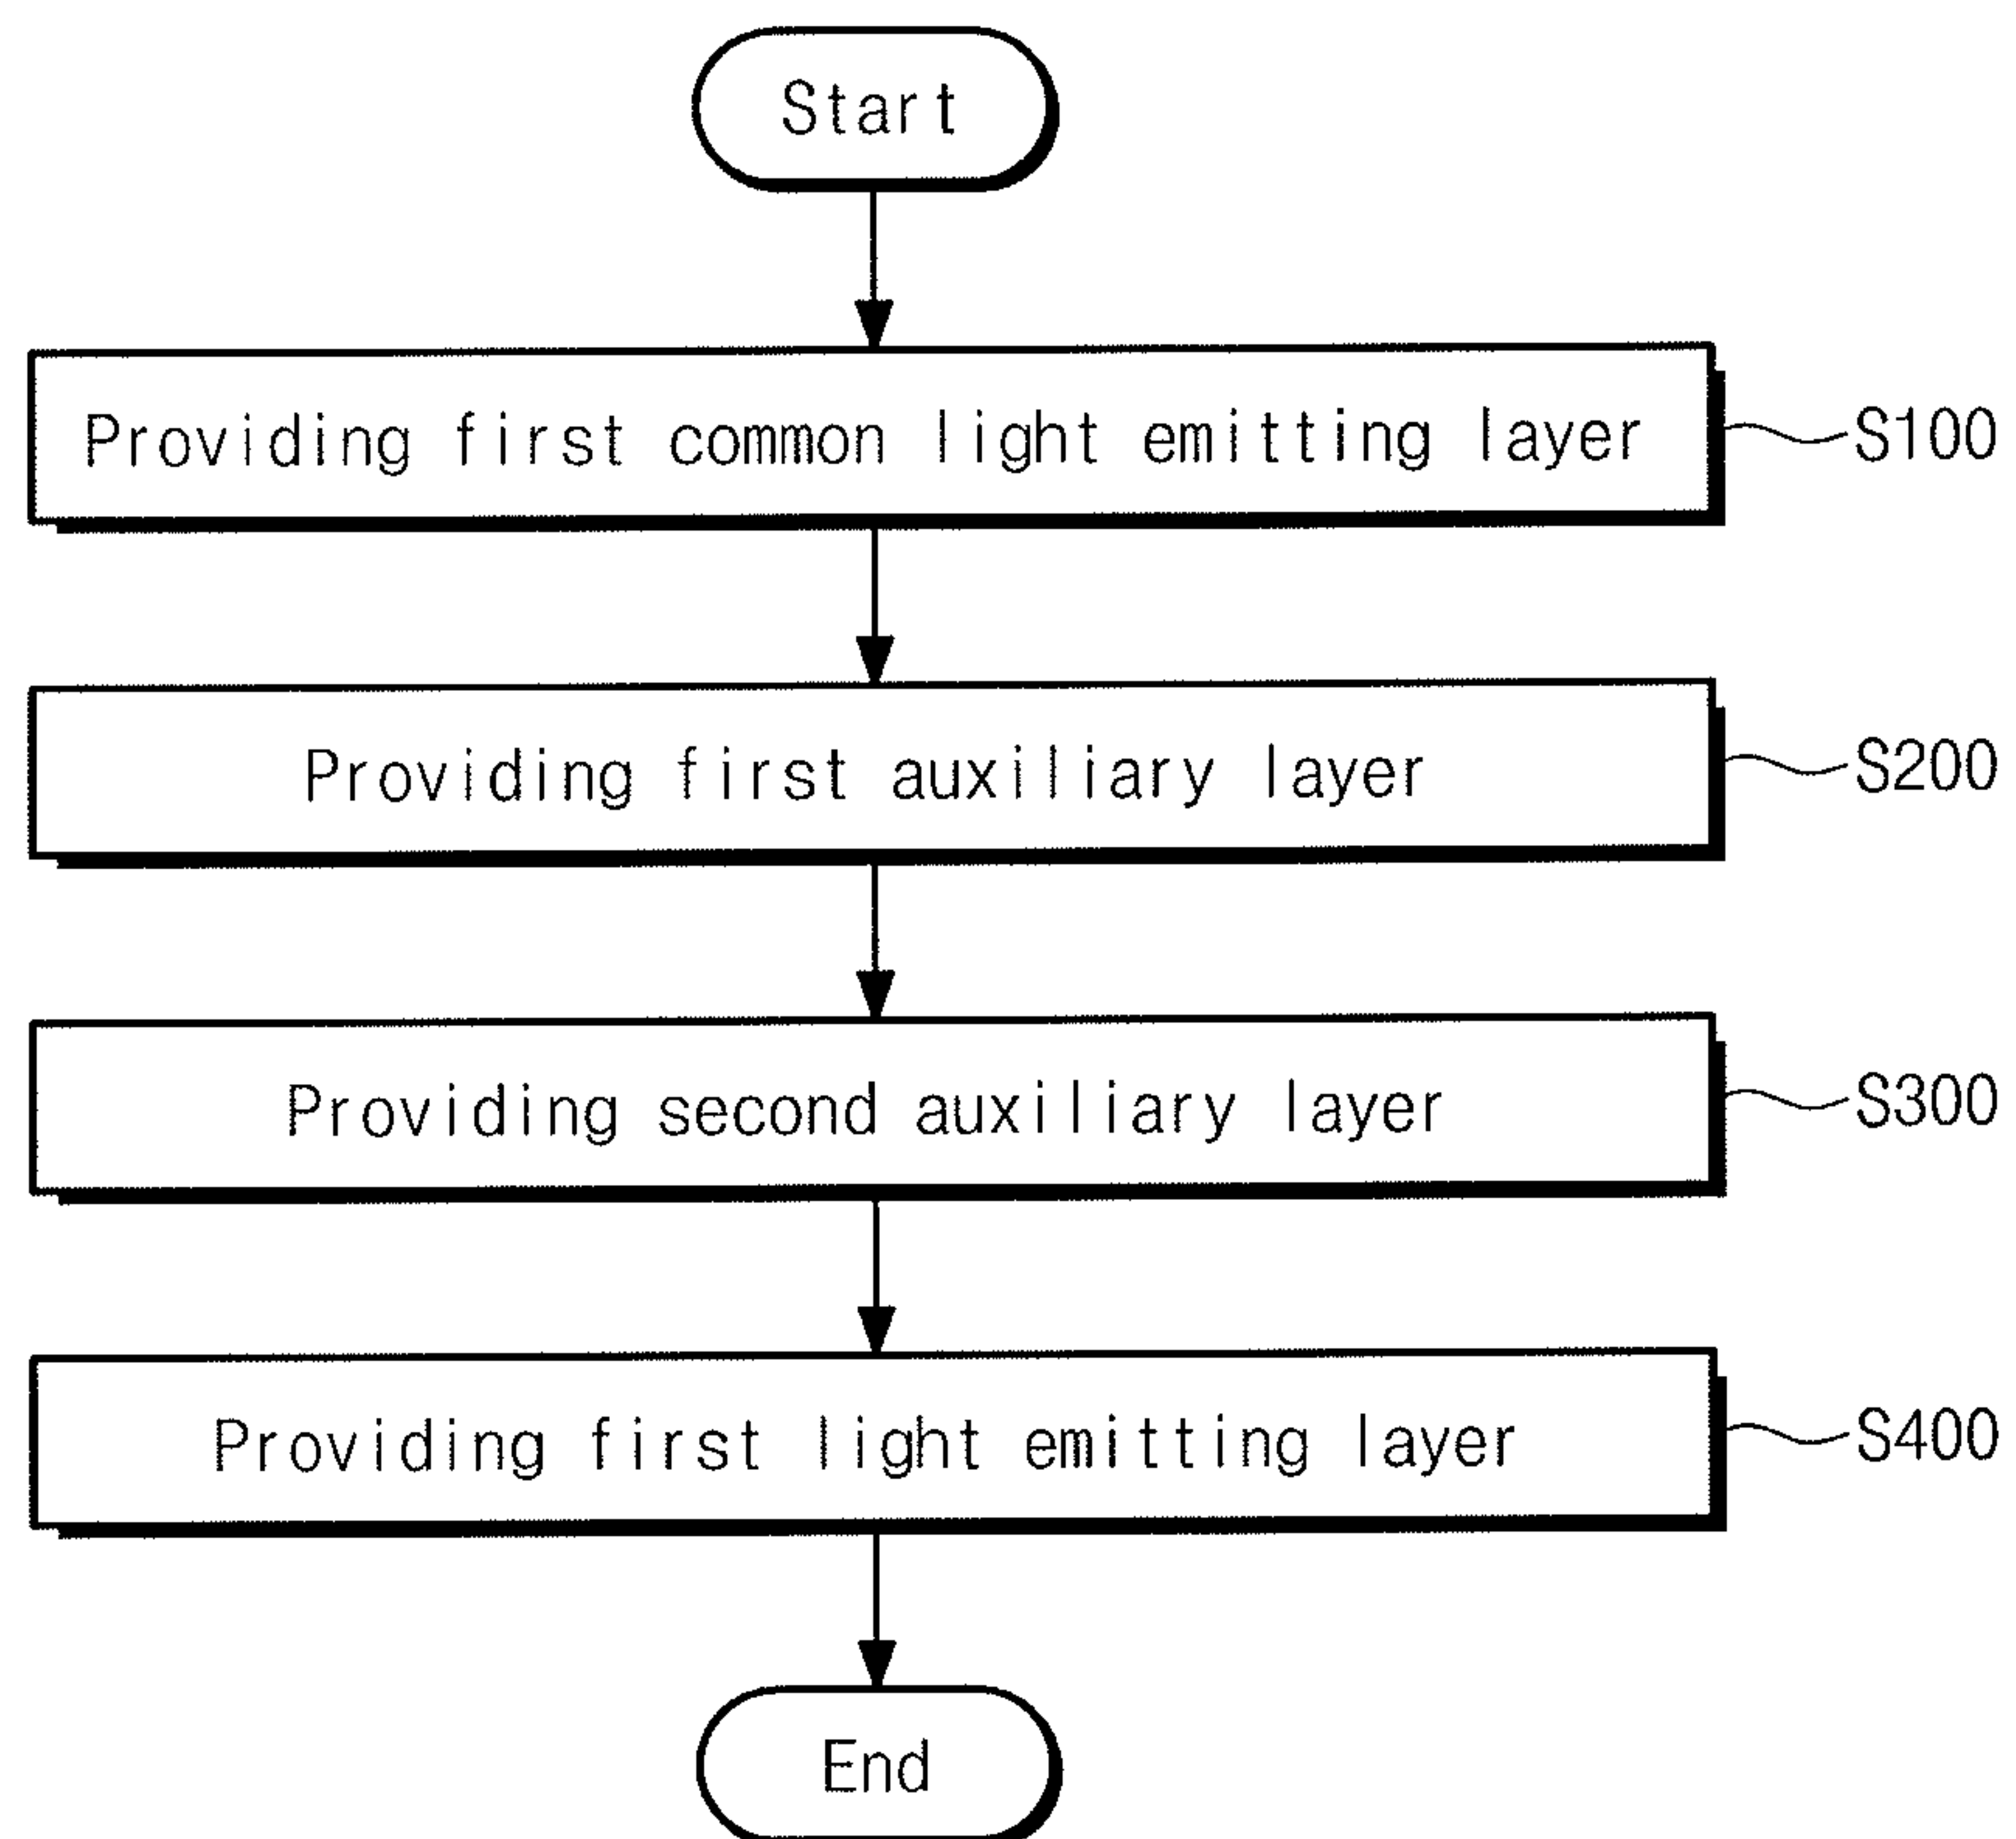 Start
Providing first common light emitting layer
S100
Providing first auxiliary layer
S200
Providing second auxiliary layer
S300
Providing first light emitting layer
S400
End